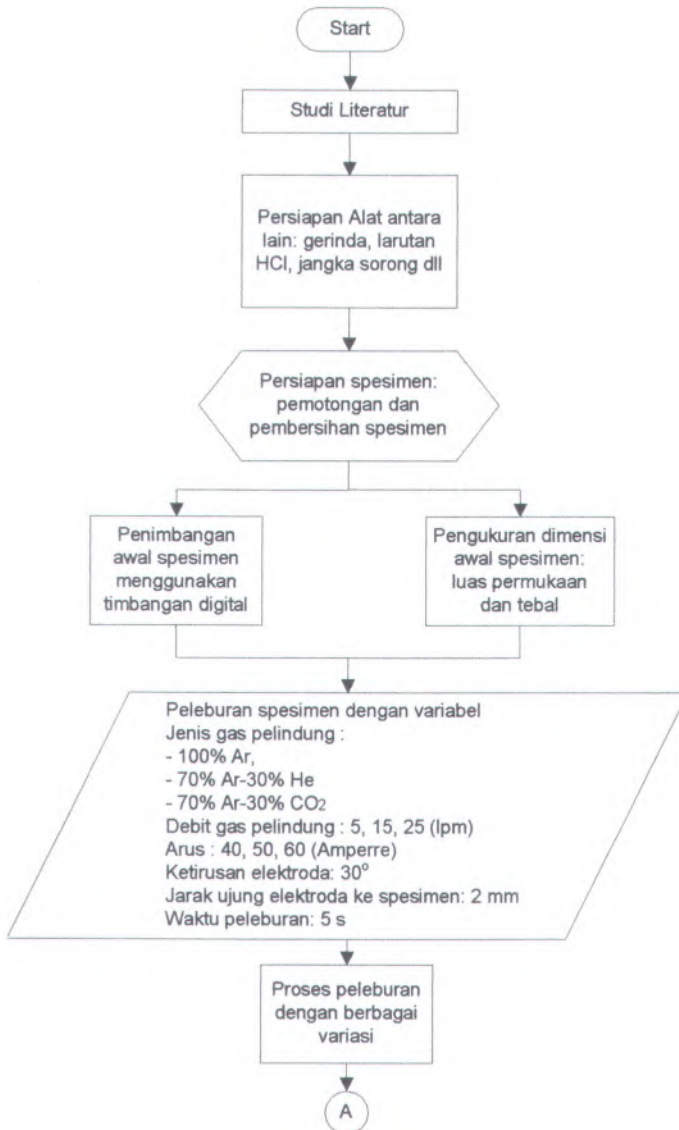 Start
Studi Literatur
Persiapan Alat antara
lain: gerinda, larutan
HCl, jangka sorong dll
Persiapan spesimen:
pemotongan dan
pembersihan spesimen
Penimbangan
awal spesimen
menggunakan
timbangan digital
Pengukuran dimensi
awal spesimen:
luas permukaan
dan tebal
Peleburan spesimen dengan variabel
Jenis gas pelindung :
- 100% Ar,
- 70% Ar-30% He
- 70% Ar-30% CO2
Debit gas pelindung : 5, 15, 25 (lpm)
Arus : 40, 50, 60 (Amperre)
Ketirusan elektroda: 30°
Jarak ujung elektroda ke spesimen: 2 mm
Waktu peleburan: 5 s
Proses peleburan
dengan berbagai
variasi
A